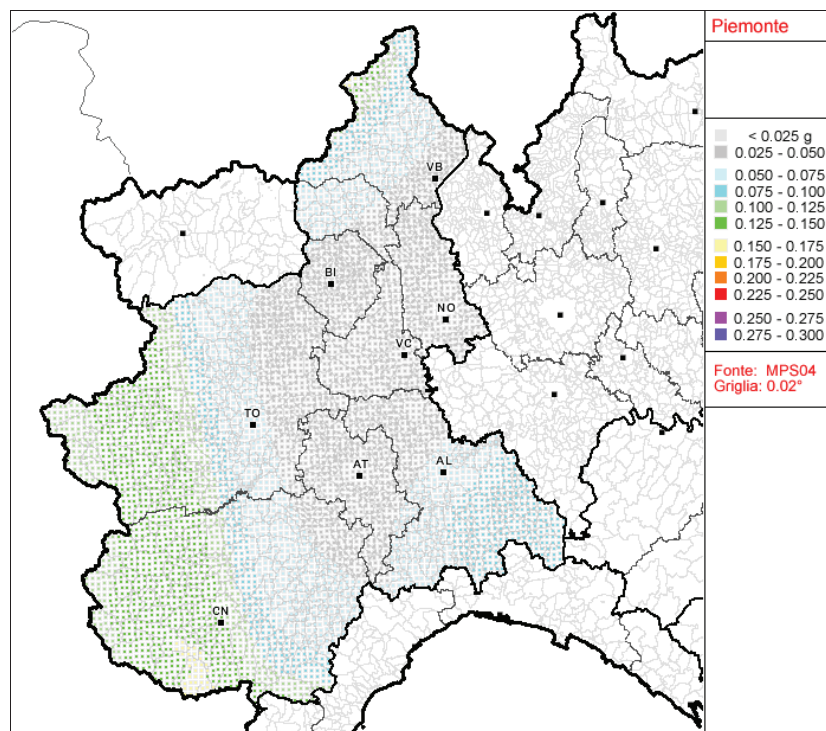 Piemonte
< 0.025 g
0.025 - 0.050
0.050 - 0.075
0.075 - 0.100
0.100 - 0.125
0.125 - 0.150
0.150 - 0.175
0.175 - 0.200
0.200 - 0.225
0.225 - 0.250
0.250 - 0.275
0.275 - 0.300
Fonte: MPS04
Griglia: 0.02°
VB
BI
NO
VC
TO
AT
AL
CN